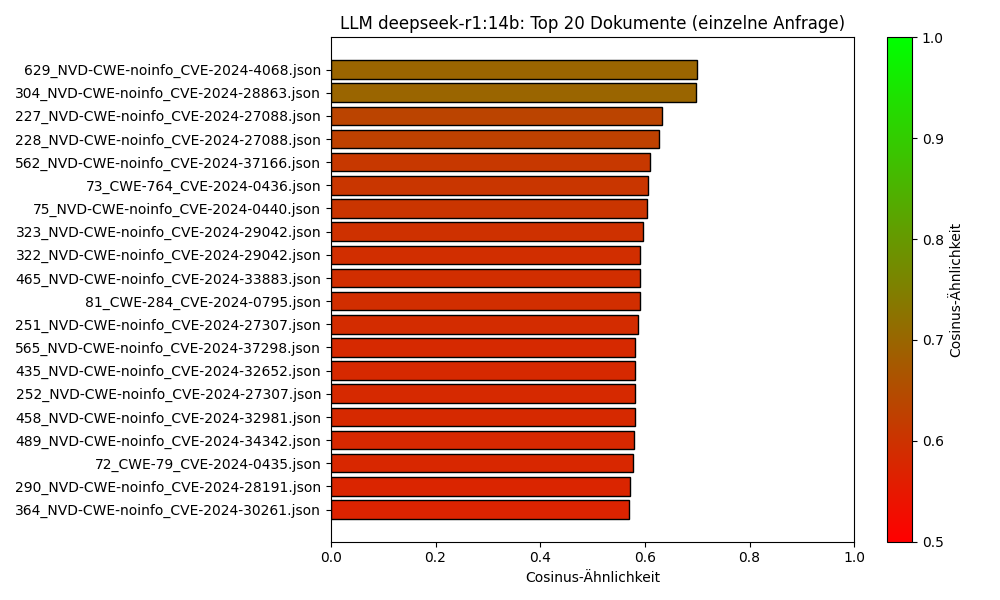 LLM deepseek-r1:14b: Top 20 Dokumente (einzelne Anfrage)
629_NVD-CWE-noinfo_CVE-2024-4068.json
304_NVD-CWE-noinfo_CVE-2024-28863.json
227_NVD-CWE-noinfo_CVE-2024-27088.json
228_NVD-CWE-noinfo_CVE-2024-27088.json
562_NVD-CWE-noinfo_CVE-2024-37166.json
73_CWE-764_CVE-2024-0436.json
75_NVD-CWE-noinfo_CVE-2024-0440.json
323_NVD-CWE-noinfo_CVE-2024-29042.json
322_NVD-CWE-noinfo_CVE-2024-29042.json
465_NVD-CWE-noinfo_CVE-2024-33883.json
81_CWE-284_CVE-2024-0795.json
251_NVD-CWE-noinfo_CVE-2024-27307.json
565_NVD-CWE-noinfo_CVE-2024-37298.json
435_NVD-CWE-noinfo_CVE-2024-32652.json
252_NVD-CWE-noinfo_CVE-2024-27307.json
458_NVD-CWE-noinfo_CVE-2024-32981.json
489_NVD-CWE-noinfo_CVE-2024-34342.json
72_CWE-79_CVE-2024-0435.json
290_NVD-CWE-noinfo_CVE-2024-28191.json
364_NVD-CWE-noinfo_CVE-2024-30261.json
0.0 0.2 0.4 0.6 0.8 1.0
Cosinus-Ähnlichkeit
1.0
0.9
0.8
0.7
0.6
0.5
Cosinus-Ähnlichkeit